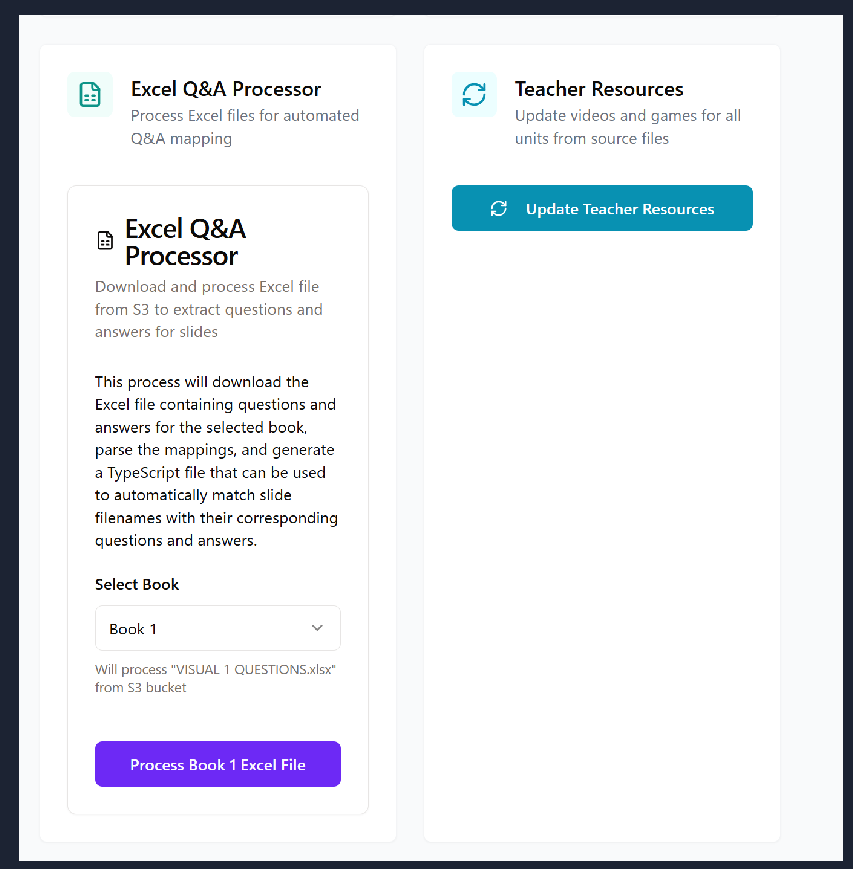 Excel Q&A Processor
Process Excel files for automated
Q&A mapping
Excel Q&A
Processor
Download and process Excel file
from S3 to extract questions and
answers for slides
This process will download the
Excel file containing questions and
answers for the selected book,
parse the mappings, and generate
a TypeScript file that can be used
to automatically match slide
filenames with their corresponding
questions and answers.
Select Book
Book 1
Will process "VISUAL 1 QUESTIONS.xlsx"
from S3 bucket
Process Book 1 Excel File
Teacher Resources
Update videos and games for all
units from source files
Update Teacher Resources